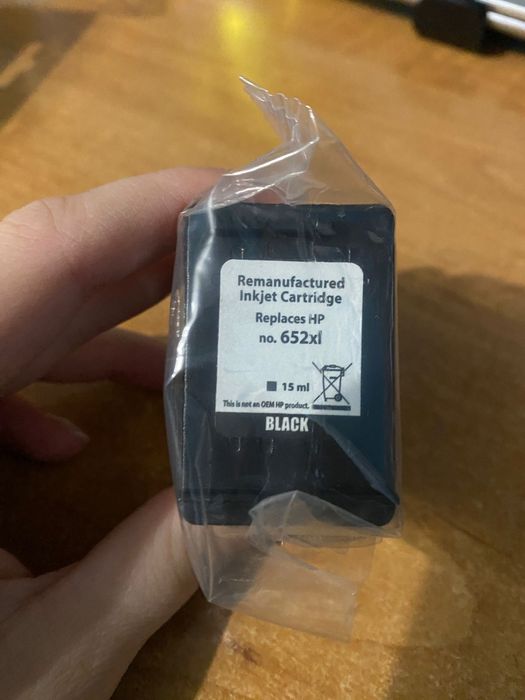 Remanufactured
Inkjet Cartridge
Replaces HP
no. 652xl
15 ml
This is not an OEM HP product.
BLACK